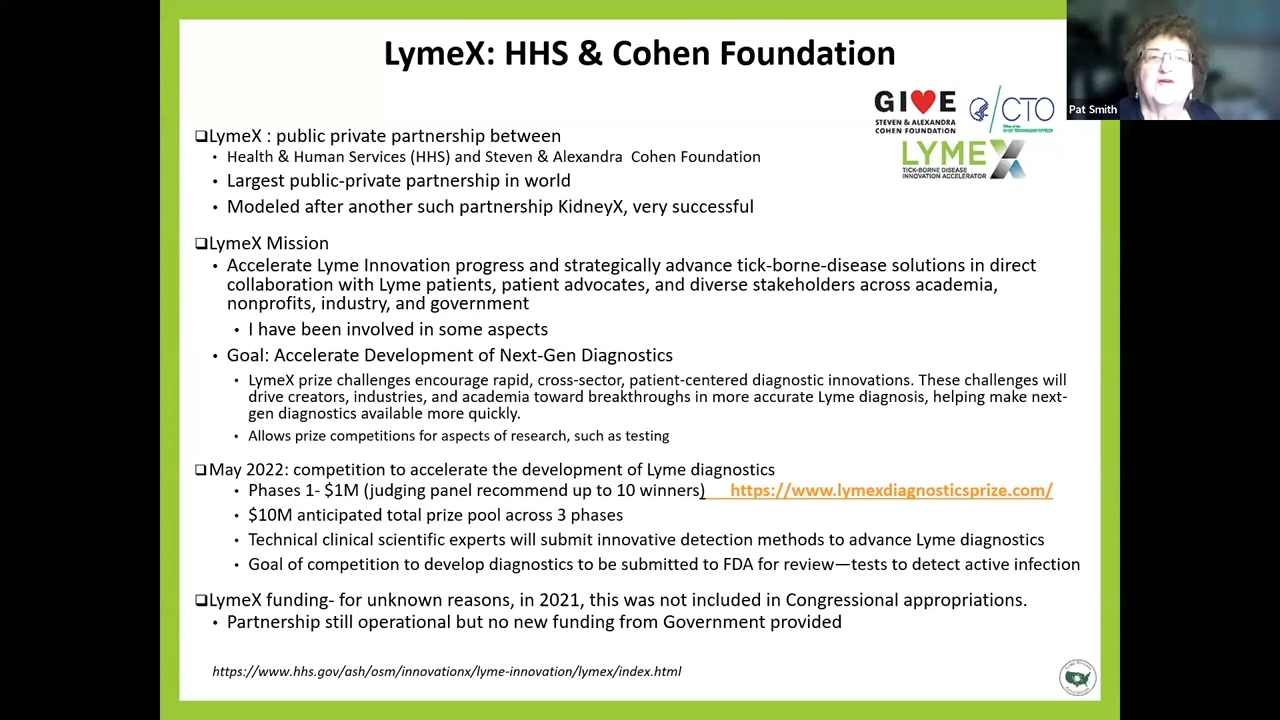 LymeX: HHS & Cohen Foundation
Pat Smith
GIVE
STEVEN & ALEXANDRA
COHEN FOUNDATION
CTO
LYMEX
TICK-BORNE DISEASE
INNOVATION ACCELERATOR
❑LymeX : public private partnership between
• Health & Human Services (HHS) and Steven & Alexandra Cohen Foundation
• Largest public-private partnership in world
• Modeled after another such partnership KidneyX, very successful
❑LymeX Mission
• Accelerate Lyme Innovation progress and strategically advance tick-borne-disease solutions in direct
collaboration with Lyme patients, patient advocates, and diverse stakeholders across academia,
nonprofits, industry, and government
• I have been involved in some aspects
• Goal: Accelerate Development of Next-Gen Diagnostics
• LymeX prize challenges encourage rapid, cross-sector, patient-centered diagnostic innovations. These challenges will
drive creators, industries, and academia toward breakthroughs in more accurate Lyme diagnosis, helping make next-
gen diagnostics available more quickly.
• Allows prize competitions for aspects of research, such as testing
❑May 2022: competition to accelerate the development of Lyme diagnostics
• Phases 1- $1M (judging panel recommend up to 10 winners) https://www.lymexdiagnosticsprize.com/
• $10M anticipated total prize pool across 3 phases
• Technical clinical scientific experts will submit innovative detection methods to advance Lyme diagnostics
• Goal of competition to develop diagnostics to be submitted to FDA for review—tests to detect active infection
❑LymeX funding- for unknown reasons, in 2021, this was not included in Congressional appropriations.
• Partnership still operational but no new funding from Government provided
https://www.hhs.gov/ash/osm/innovationx/lyme-innovation/lymex/index.html